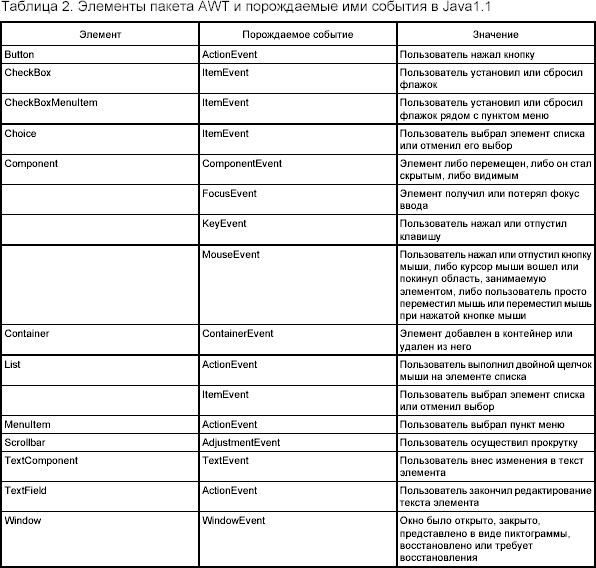 Таблица 2. Элементы пакета AWT и порождаемые ими события в Java1.1
Элемент Порождаемое событие Значение
Button ActionEvent Пользователь нажал кнопку
CheckBox ItemEvent Пользователь установил или сбросил
флажок
CheckBoxMenuItem ItemEvent Пользователь установил или сбросил
флажок рядом с пунктом меню
Choice ItemEvent Пользователь выбрал элемент списка
или отменил его выбор
Component ComponentEvent Элемент либо перемещен, либо он стал
скрытым, либо видимым
FocusEvent Элемент получил или потерял фокус
ввода
KeyEvent Пользователь нажал или отпустил
клавишу
MouseEvent Пользователь нажал или отпустил кнопку
мыши, либо курсор мыши вошел или
покинул область, занимаемую
элементом, либо пользователь просто
переместил мышь или переместил мышь
при нажатой кнопке мыши
Container ContainerEvent Элемент добавлен в контейнер или
удален из него
List ActionEvent Пользователь выполнил двойной щелчок
мыши на элементе списка
ItemEvent Пользователь выбрал элемент списка
или отменил выбор
MenuItem ActionEvent Пользователь выбрал пункт меню
Scrollbar AdjustmentEvent Пользователь осуществил прокрутку
TextComponent TextEvent Пользователь внес изменения в текст
элемента
TextField ActionEvent Пользователь закончил редактирование
текста элемента
Window WindowEvent Окно было открыто, закрыто,
представлено в виде пиктограммы,
восстановлено или требует
восстановления